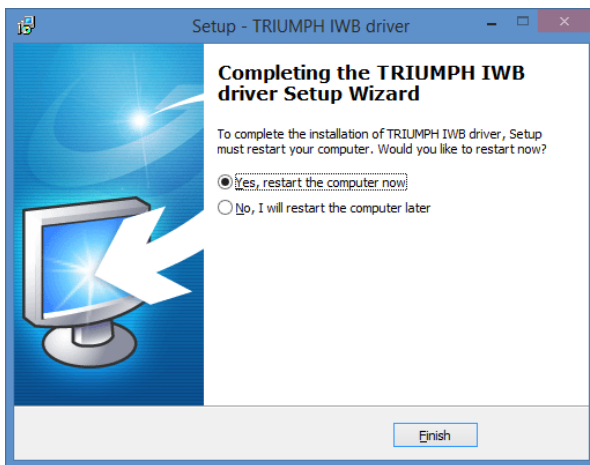 Setup - TRIUMPH IWB driver
Completing the TRIUMPH IWB
driver Setup Wizard
To complete the installation of TRIUMPH IWB driver, Setup
must restart your computer. Would you like to restart now?
Yes, restart the computer now
No, I will restart the computer later
Finish